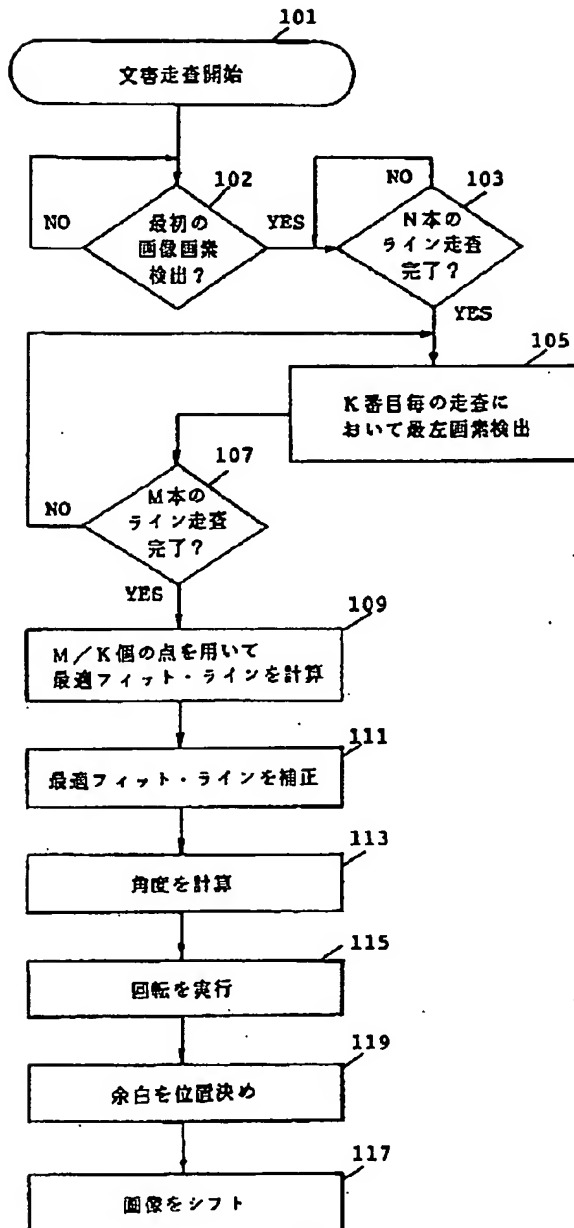 101
文書走査開始
102
最初の
画像画素
検出?
NO
YES
103
NO
N本の
ライン走査
完了?
YES
105
K番目毎の走査に
おいて最左画素検出
107
M本の
ライン走査
完了?
NO
YES
109
M/K個の点を用いて
最適フィット・ラインを計算
111
最適フィット・ラインを補正
113
角度を計算
115
回転を実行
119
余白を位置決め
117
画像をシフト